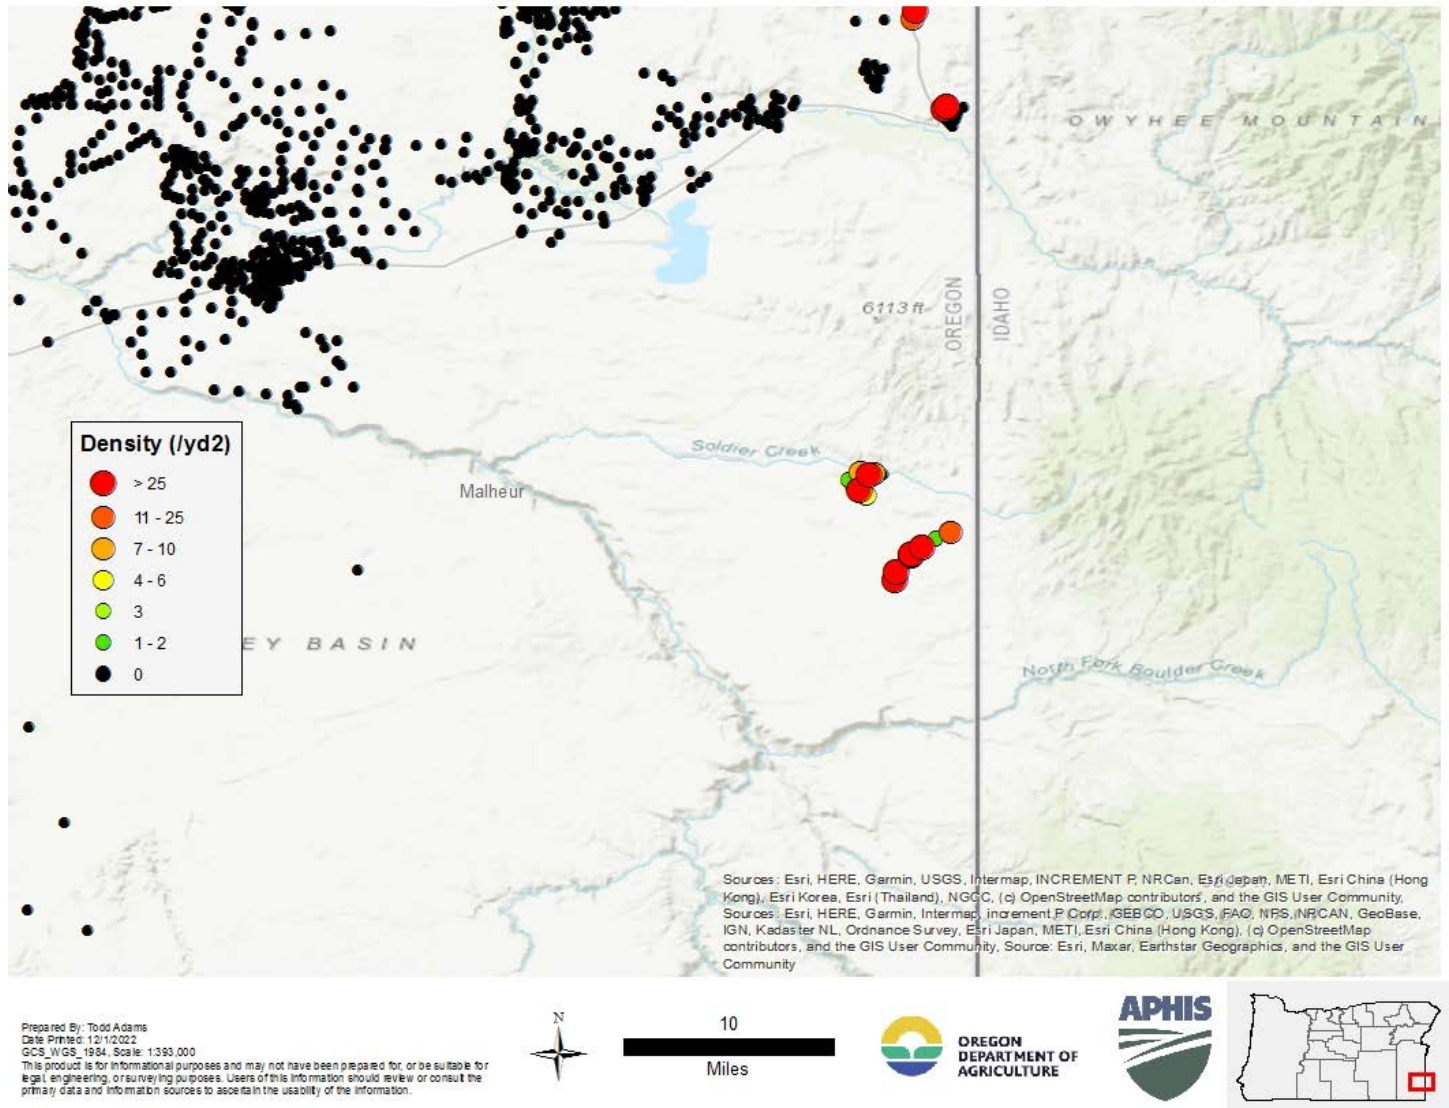 OWYHEE MOUNTAIN
6113 ft
OREGON
IDAHO
Density (/yd2)
> 25
11 - 25
7 - 10
4 - 6
3
1 - 2
0
Soldier Creek
Malheur
EY BASIN
North Fork Boulder Creek
Sources: Esri, HERE, Garmin, USGS, Intermap, INCREMENT P, NRCan, Esri Japan, METI, Esri China (Hong
Kong), Esri Korea, Esri (Thailand), NGCC, (c) OpenStreetMap contributors, and the GIS User Community,
Sources: Esri, HERE, Garmin, Intermap, increment P Corp., GEBCO, USGS, FAO, NPS, NRCAN, GeoBase,
IGN, Kadaster NL, Ordnance Survey, Esri Japan, METI, Esri China (Hong Kong), (c) OpenStreetMap
contributors, and the GIS User Community, Source: Esri, Maxar, Earthstar Geographics, and the GIS User
Community
Prepared By: Todd Adams
Date Printed: 12/1/2022
GCS_WGS_1984, Scale: 1:393,000
This product is for informational purposes and may not have been prepared for, or be suitable for
legal, engineering, or surveying purposes. Users of this information should review or consult the
primary data and information sources to ascertain the usability of the information.
N
10
Miles
OREGON
DEPARTMENT OF
AGRICULTURE
APHIS